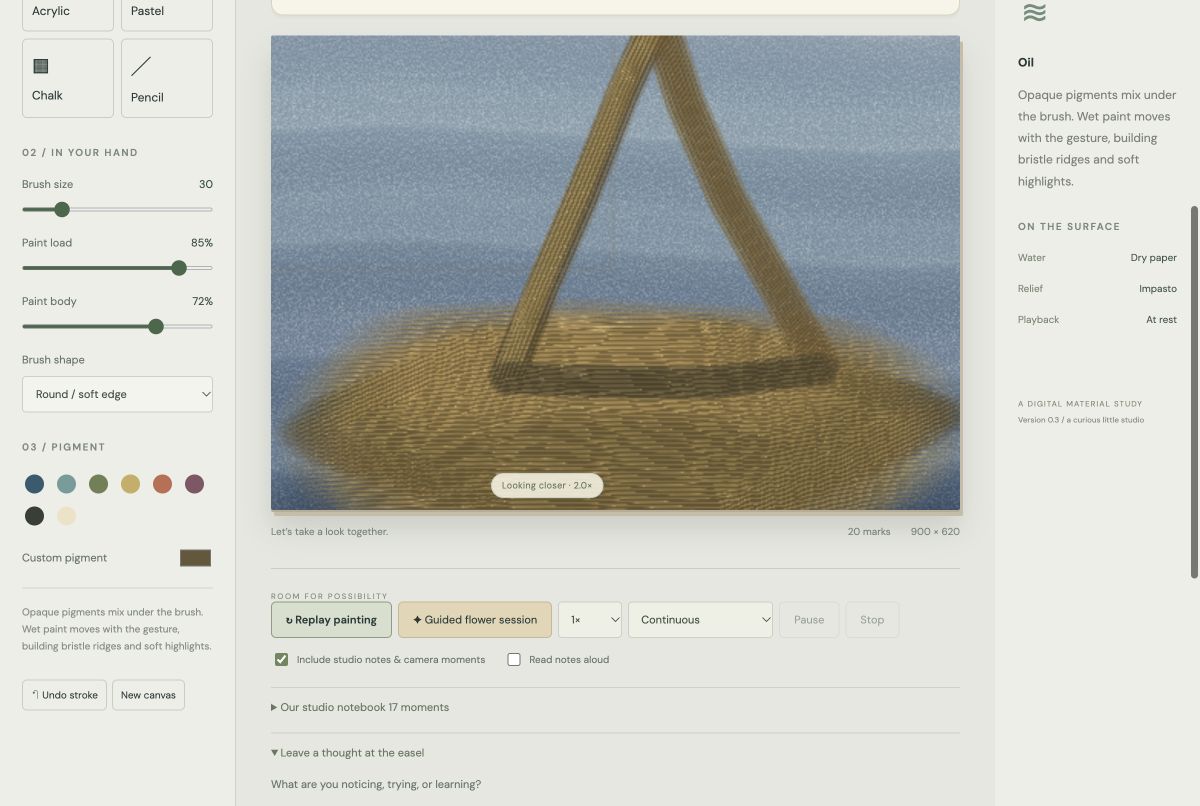 Acrylic
Pastel
Chalk
Pencil
02 / IN YOUR HAND
Brush size 30
Paint load 85%
Paint body 72%
Brush shape
Round / soft edge
03 / PIGMENT
Custom pigment
Opaque pigments mix under the brush.
Wet paint moves with the gesture,
building bristle ridges and soft highlights.
Undo stroke
New canvas
Looking closer · 2.0×
Let's take a look together.
20 marks 900 × 620
ROOM FOR POSSIBILITY
↻ Replay painting
✦ Guided flower session
1×
Continuous
Pause
Stop
Include studio notes & camera moments
Read notes aloud
Our studio notebook 17 moments
Leave a thought at the easel
What are you noticing, trying, or learning?
Oil
Opaque pigments mix under
the brush. Wet paint moves
with the gesture, building
bristle ridges and soft
highlights.
ON THE SURFACE
Water Dry paper
Relief Impasto
Playback At rest
A DIGITAL MATERIAL STUDY
Version 0.3 / a curious little studio